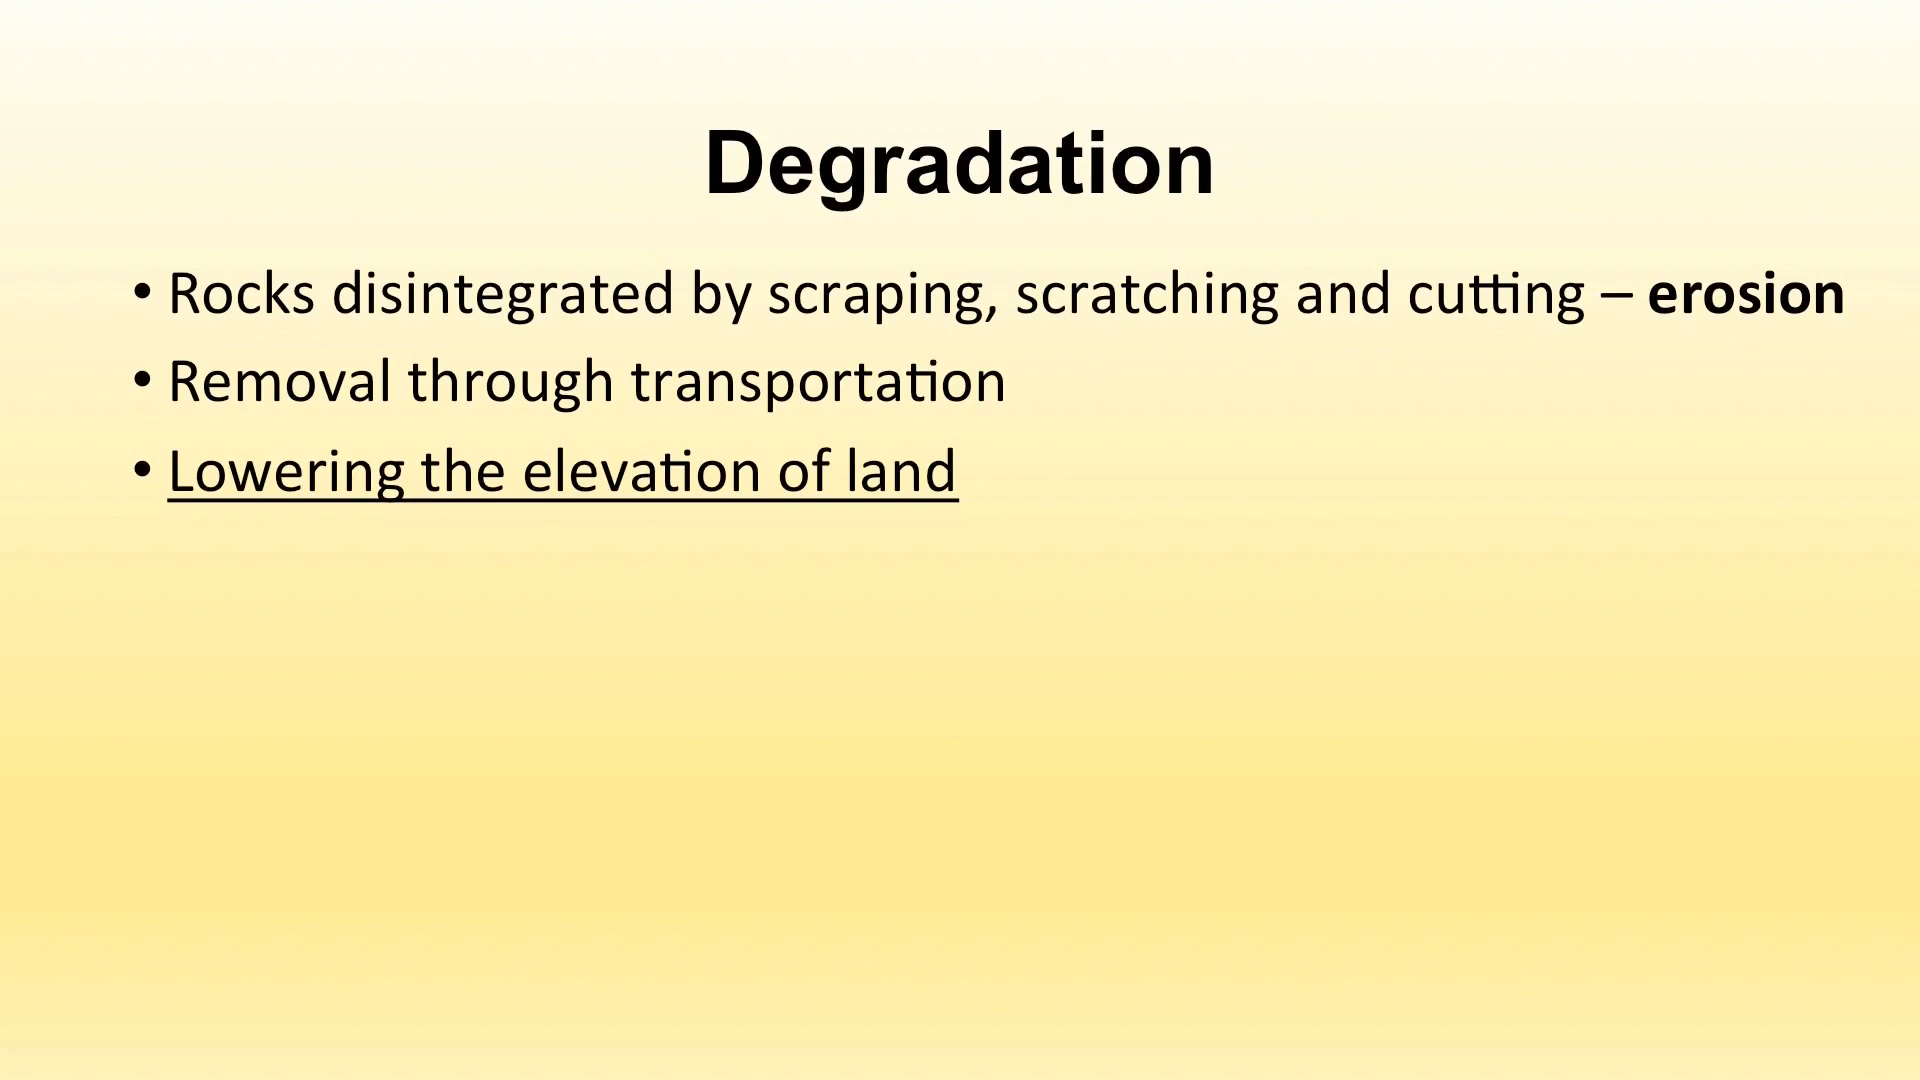 Degradation
• Rocks disintegrated by scraping, scratching and cutting – erosion
• Removal through transportation
• Lowering the elevation of land